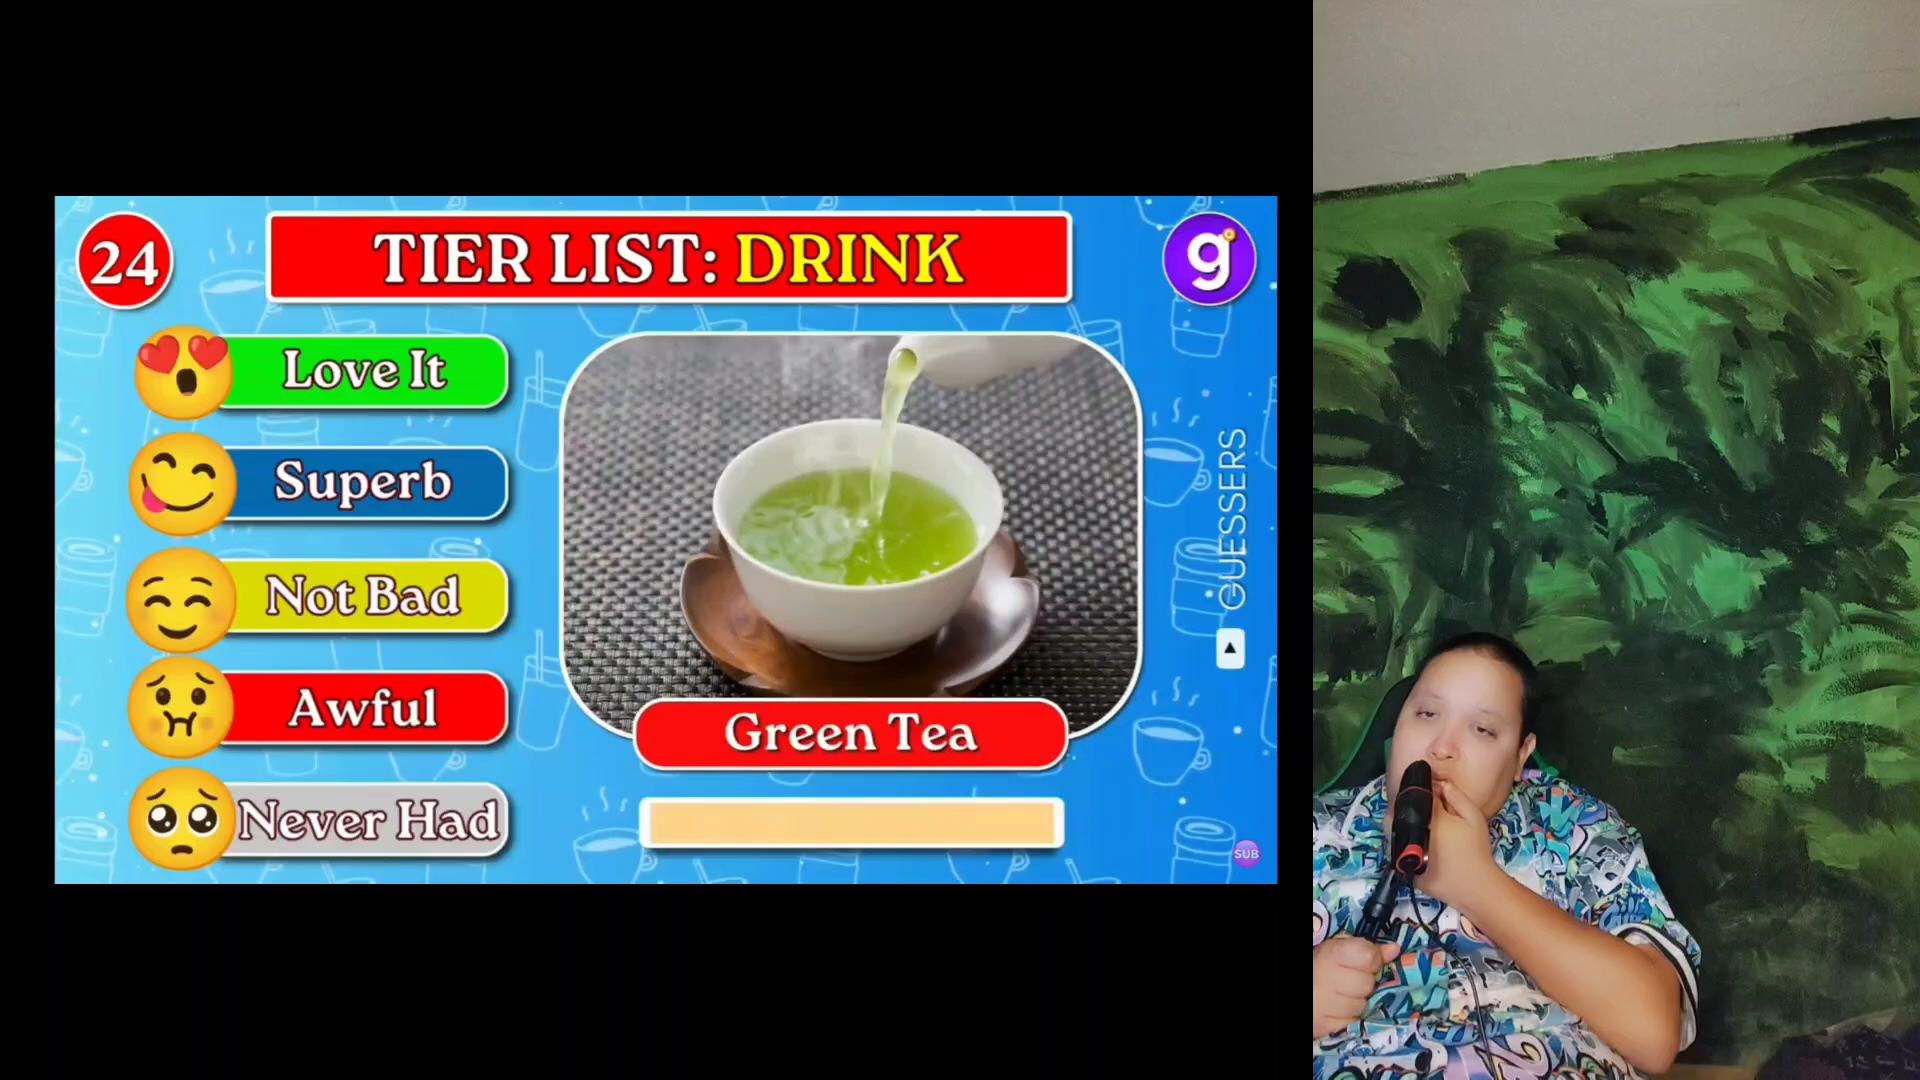 24
TIER LIST: DRINK
g
Love It
Superb
Not Bad
Awful
Never Had
Green Tea
GUESSERS
SUB